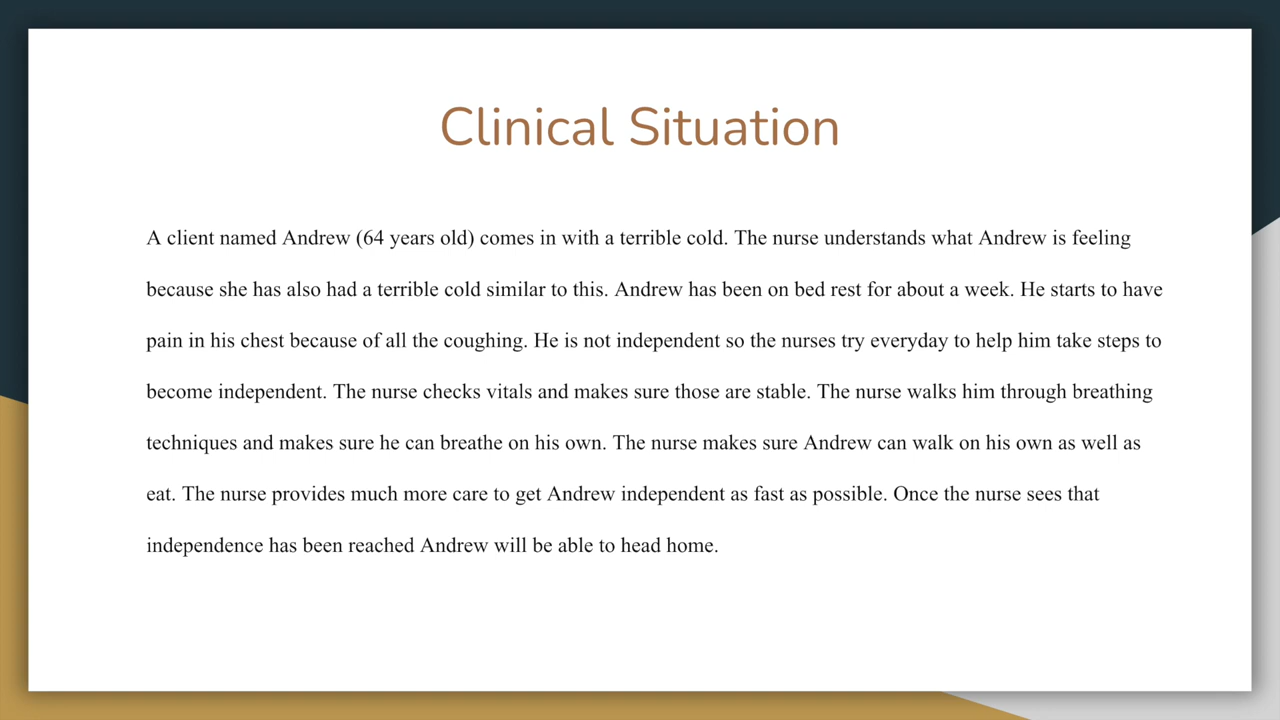 Clinical Situation
A client named Andrew (64 years old) comes in with a terrible cold. The nurse understands what Andrew is feeling
because she has also had a terrible cold similar to this. Andrew has been on bed rest for about a week. He starts to have
pain in his chest because of all the coughing. He is not independent so the nurses try everyday to help him take steps to
become independent. The nurse checks vitals and makes sure those are stable. The nurse walks him through breathing
techniques and makes sure he can breathe on his own. The nurse makes sure Andrew can walk on his own as well as
eat. The nurse provides much more care to get Andrew independent as fast as possible. Once the nurse sees that
independence has been reached Andrew will be able to head home.